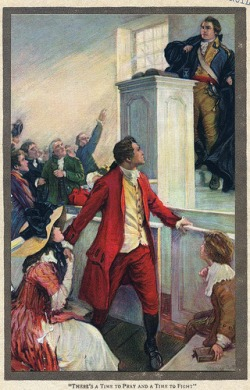 "THERE'S A TIME TO PRAY AND A TIME TO FIGHT"